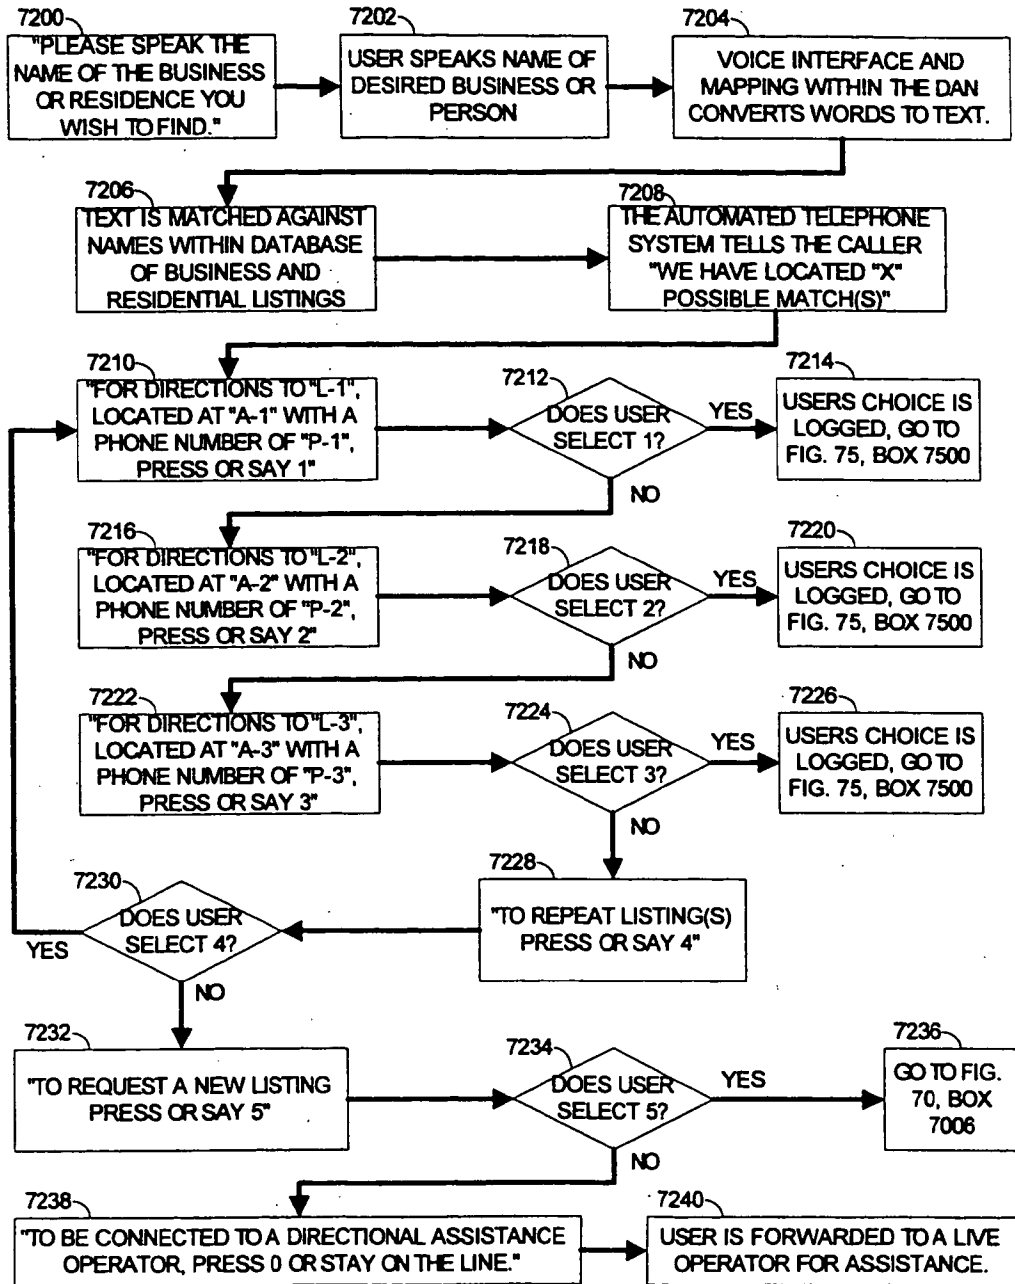 7200
"PLEASE SPEAK THE
NAME OF THE BUSINESS
OR RESIDENCE YOU
WISH TO FIND."
7202
USER SPEAKS NAME OF
DESIRED BUSINESS OR
PERSON
7204
VOICE INTERFACE AND
MAPPING WITHIN THE DAN
CONVERTS WORDS TO TEXT.
7206
TEXT IS MATCHED AGAINST
NAMES WITHIN DATABASE
OF BUSINESS AND
RESIDENTIAL LISTINGS
7208
THE AUTOMATED TELEPHONE
SYSTEM TELLS THE CALLER
"WE HAVE LOCATED "X"
POSSIBLE MATCH(S)"
7210
"FOR DIRECTIONS TO "L-1",
LOCATED AT "A-1" WITH A
PHONE NUMBER OF "P-1",
PRESS OR SAY 1"
7212
DOES USER
SELECT 1?
YES
NO
7214
USERS CHOICE IS
LOGGED, GO TO
FIG. 75, BOX 7500
7216
"FOR DIRECTIONS TO "L-2",
LOCATED AT "A-2" WITH A
PHONE NUMBER OF "P-2",
PRESS OR SAY 2"
7218
DOES USER
SELECT 2?
YES
NO
7220
USERS CHOICE IS
LOGGED, GO TO
FIG. 75, BOX 7500
7222
"FOR DIRECTIONS TO "L-3",
LOCATED AT "A-3" WITH A
PHONE NUMBER OF "P-3",
PRESS OR SAY 3"
7224
DOES USER
SELECT 3?
YES
NO
7226
USERS CHOICE IS
LOGGED, GO TO
FIG. 75, BOX 7500
7228
"TO REPEAT LISTING(S)
PRESS OR SAY 4"
7230
DOES USER
SELECT 4?
YES
NO
7232
"TO REQUEST A NEW LISTING
PRESS OR SAY 5"
7234
DOES USER
SELECT 5?
YES
NO
7236
GO TO FIG.
70, BOX
7006
7238
"TO BE CONNECTED TO A DIRECTIONAL ASSISTANCE
OPERATOR, PRESS 0 OR STAY ON THE LINE."
7240
USER IS FORWARDED TO A LIVE
OPERATOR FOR ASSISTANCE.